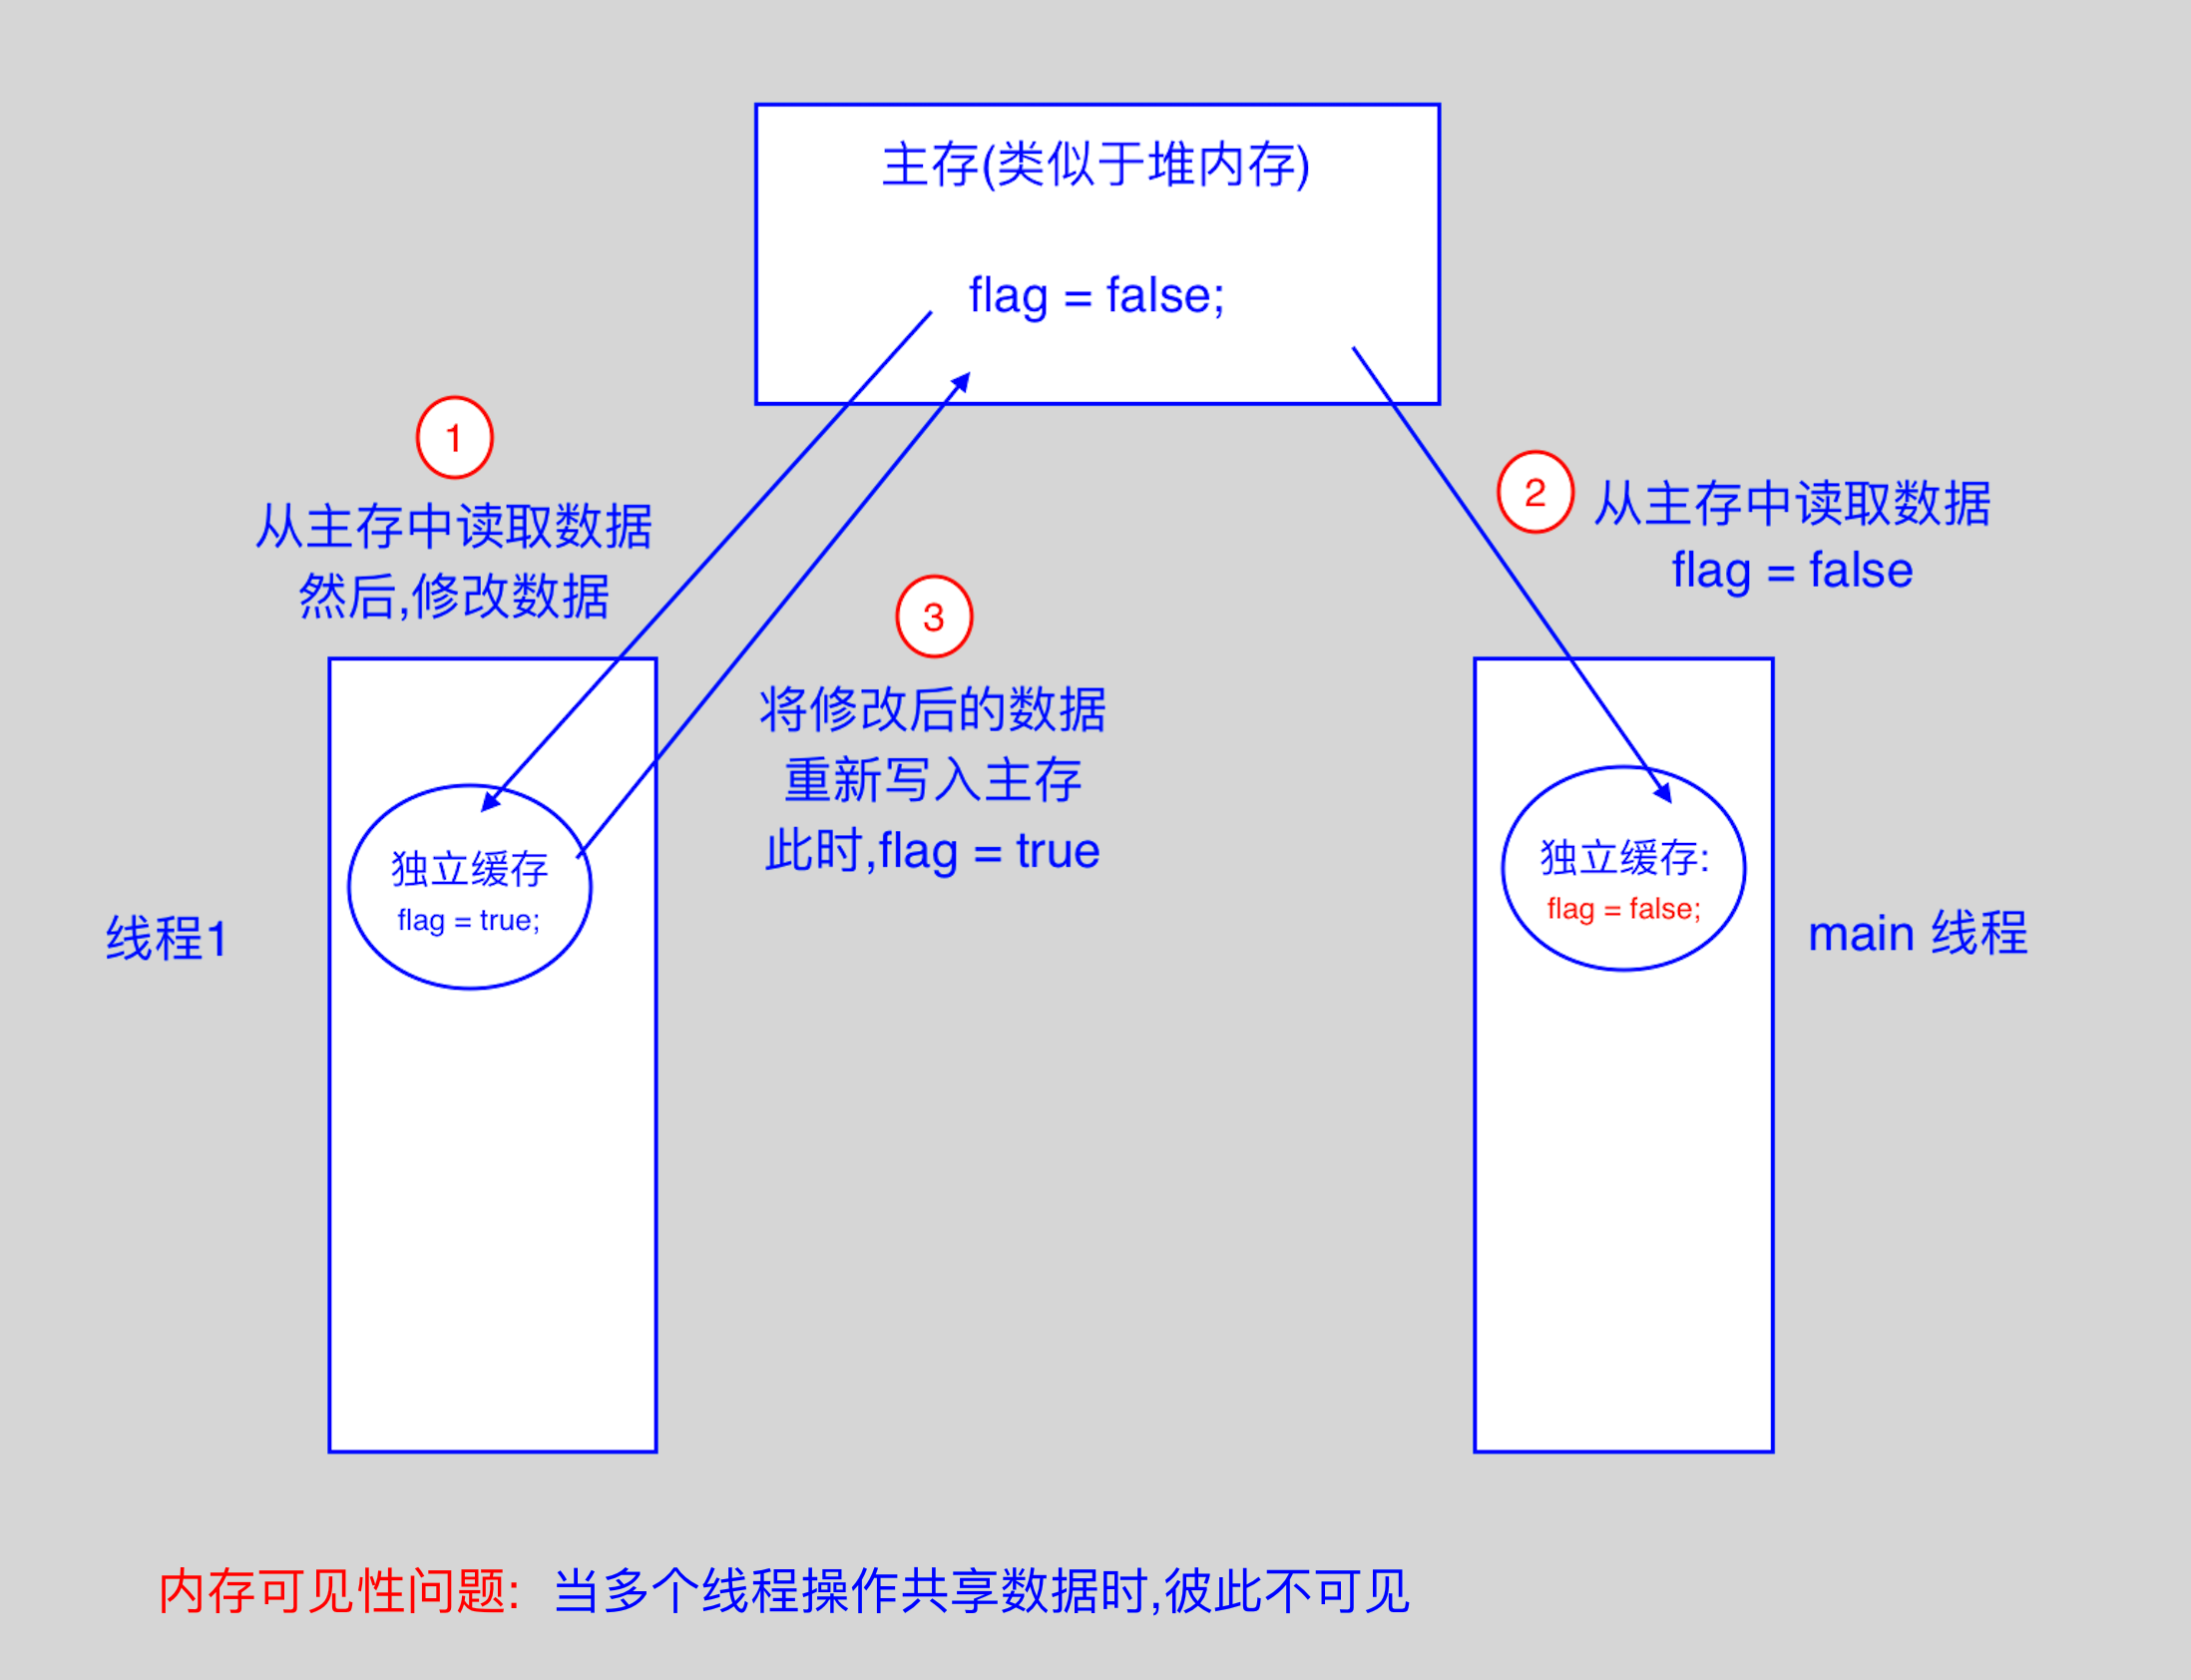 主存(类似于堆内存)
flag = false;
1
从主存中读取数据
然后,修改数据
2
从主存中读取数据
flag = false
3
将修改后的数据
重新写入主存
此时,flag = true
线程1
独立缓存
flag = true;
独立缓存:
flag = false;
main 线程
内存可见性问题: 当多个线程操作共享数据时,彼此不可见